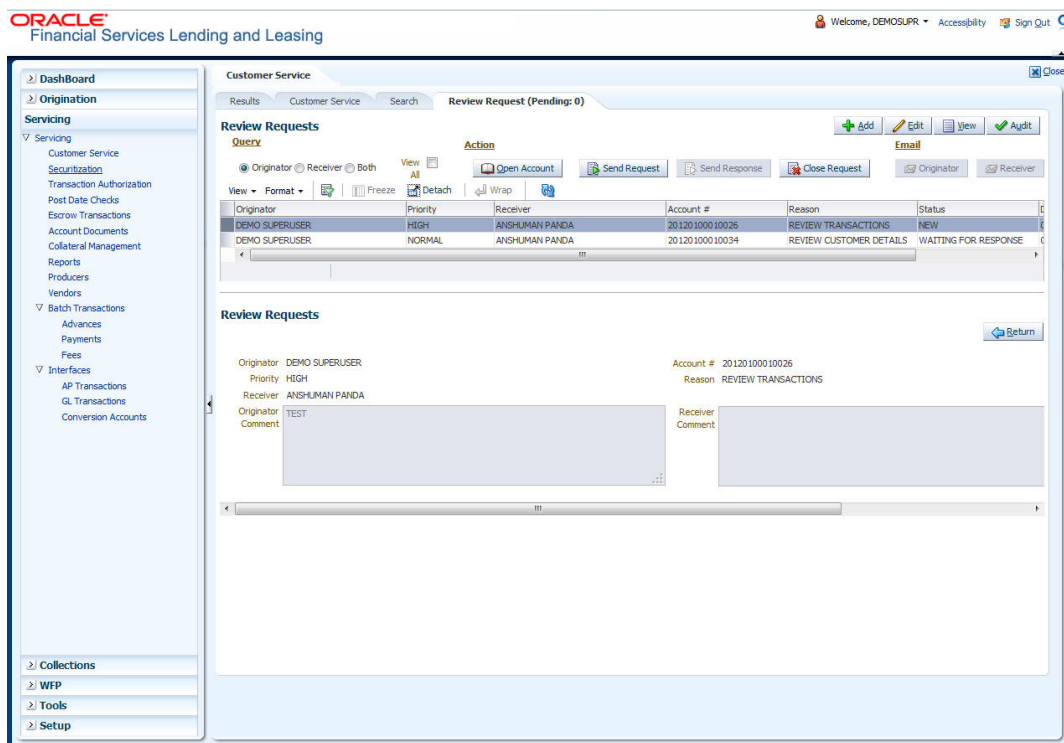 ORACLE
Welcome, DEMOSUPR Accessibility Sign Out
Financial Services Lending and Leasing
Close
DashBoard
Origination
Servicing
Servicing
Customer Service
Securitization
Transaction Authorization
Post Date Checks
Escrow Transactions
Account Documents
Collateral Management
Reports
Producers
Vendors
Batch Transactions
Advances
Payments
Fees
Interfaces
AP Transactions
GL Transactions
Conversion Accounts
Collections
WFP
Tools
Setup
Customer Service
Results Customer Service Search Review Request (Pending: 0)
Review Requests
Add Edit View Audit
Query Action Email
Originator Receiver Both View All Open Account Send Request Send Response Close Request Originator Receiver
View Format Freeze Detach Wrap
Originator Priority Receiver Account # Reason Status
DEMO SUPERUSER HIGH ANSHUMAN PANDA 20120100010026 REVIEW TRANSACTIONS NEW
DEMO SUPERUSER NORMAL ANSHUMAN PANDA 20120100010034 REVIEW CUSTOMER DETAILS WAITING FOR RESPONSE
Review Requests
Return
Originator DEMO SUPERUSER Account # 20120100010026
Priority HIGH Reason REVIEW TRANSACTIONS
Receiver ANSHUMAN PANDA
Originator Comment TEST Receiver Comment